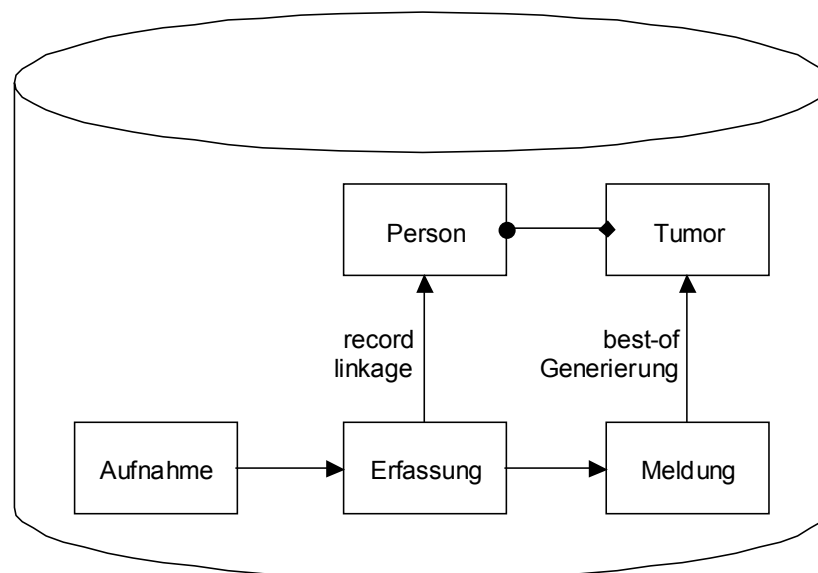 Person
Tumor
record
linkage
best-of
Generierung
Aufnahme
Erfassung
Meldung